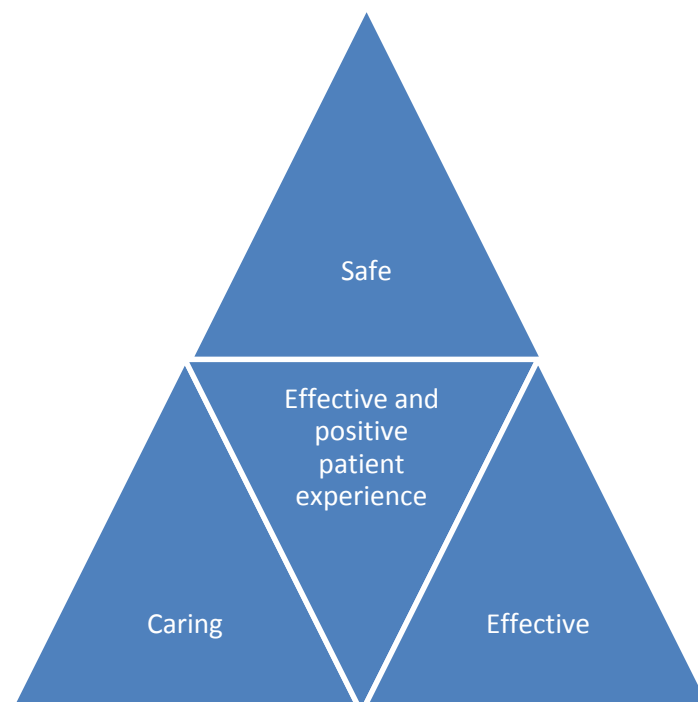 Safe
Effective and
positive
patient
experience
Caring
Effective